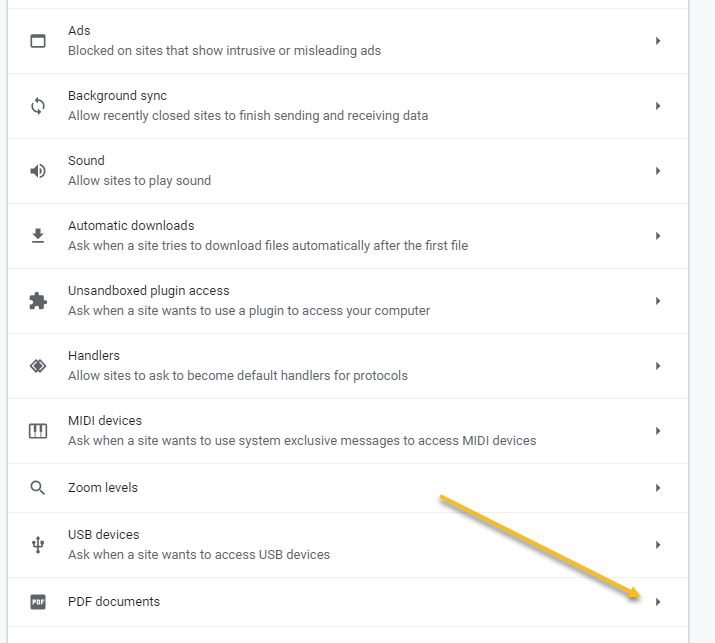 Ads
Blocked on sites that show intrusive or misleading ads
Background sync
Allow recently closed sites to finish sending and receiving data
Sound
Allow sites to play sound
Automatic downloads
Ask when a site tries to download files automatically after the first file
Unsandboxed plugin access
Ask when a site wants to use a plugin to access your computer
Handlers
Allow sites to ask to become default handlers for protocols
MIDI devices
Ask when a site wants to use system exclusive messages to access MIDI devices
Zoom levels
USB devices
Ask when a site wants to access USB devices
PDF PDF documents